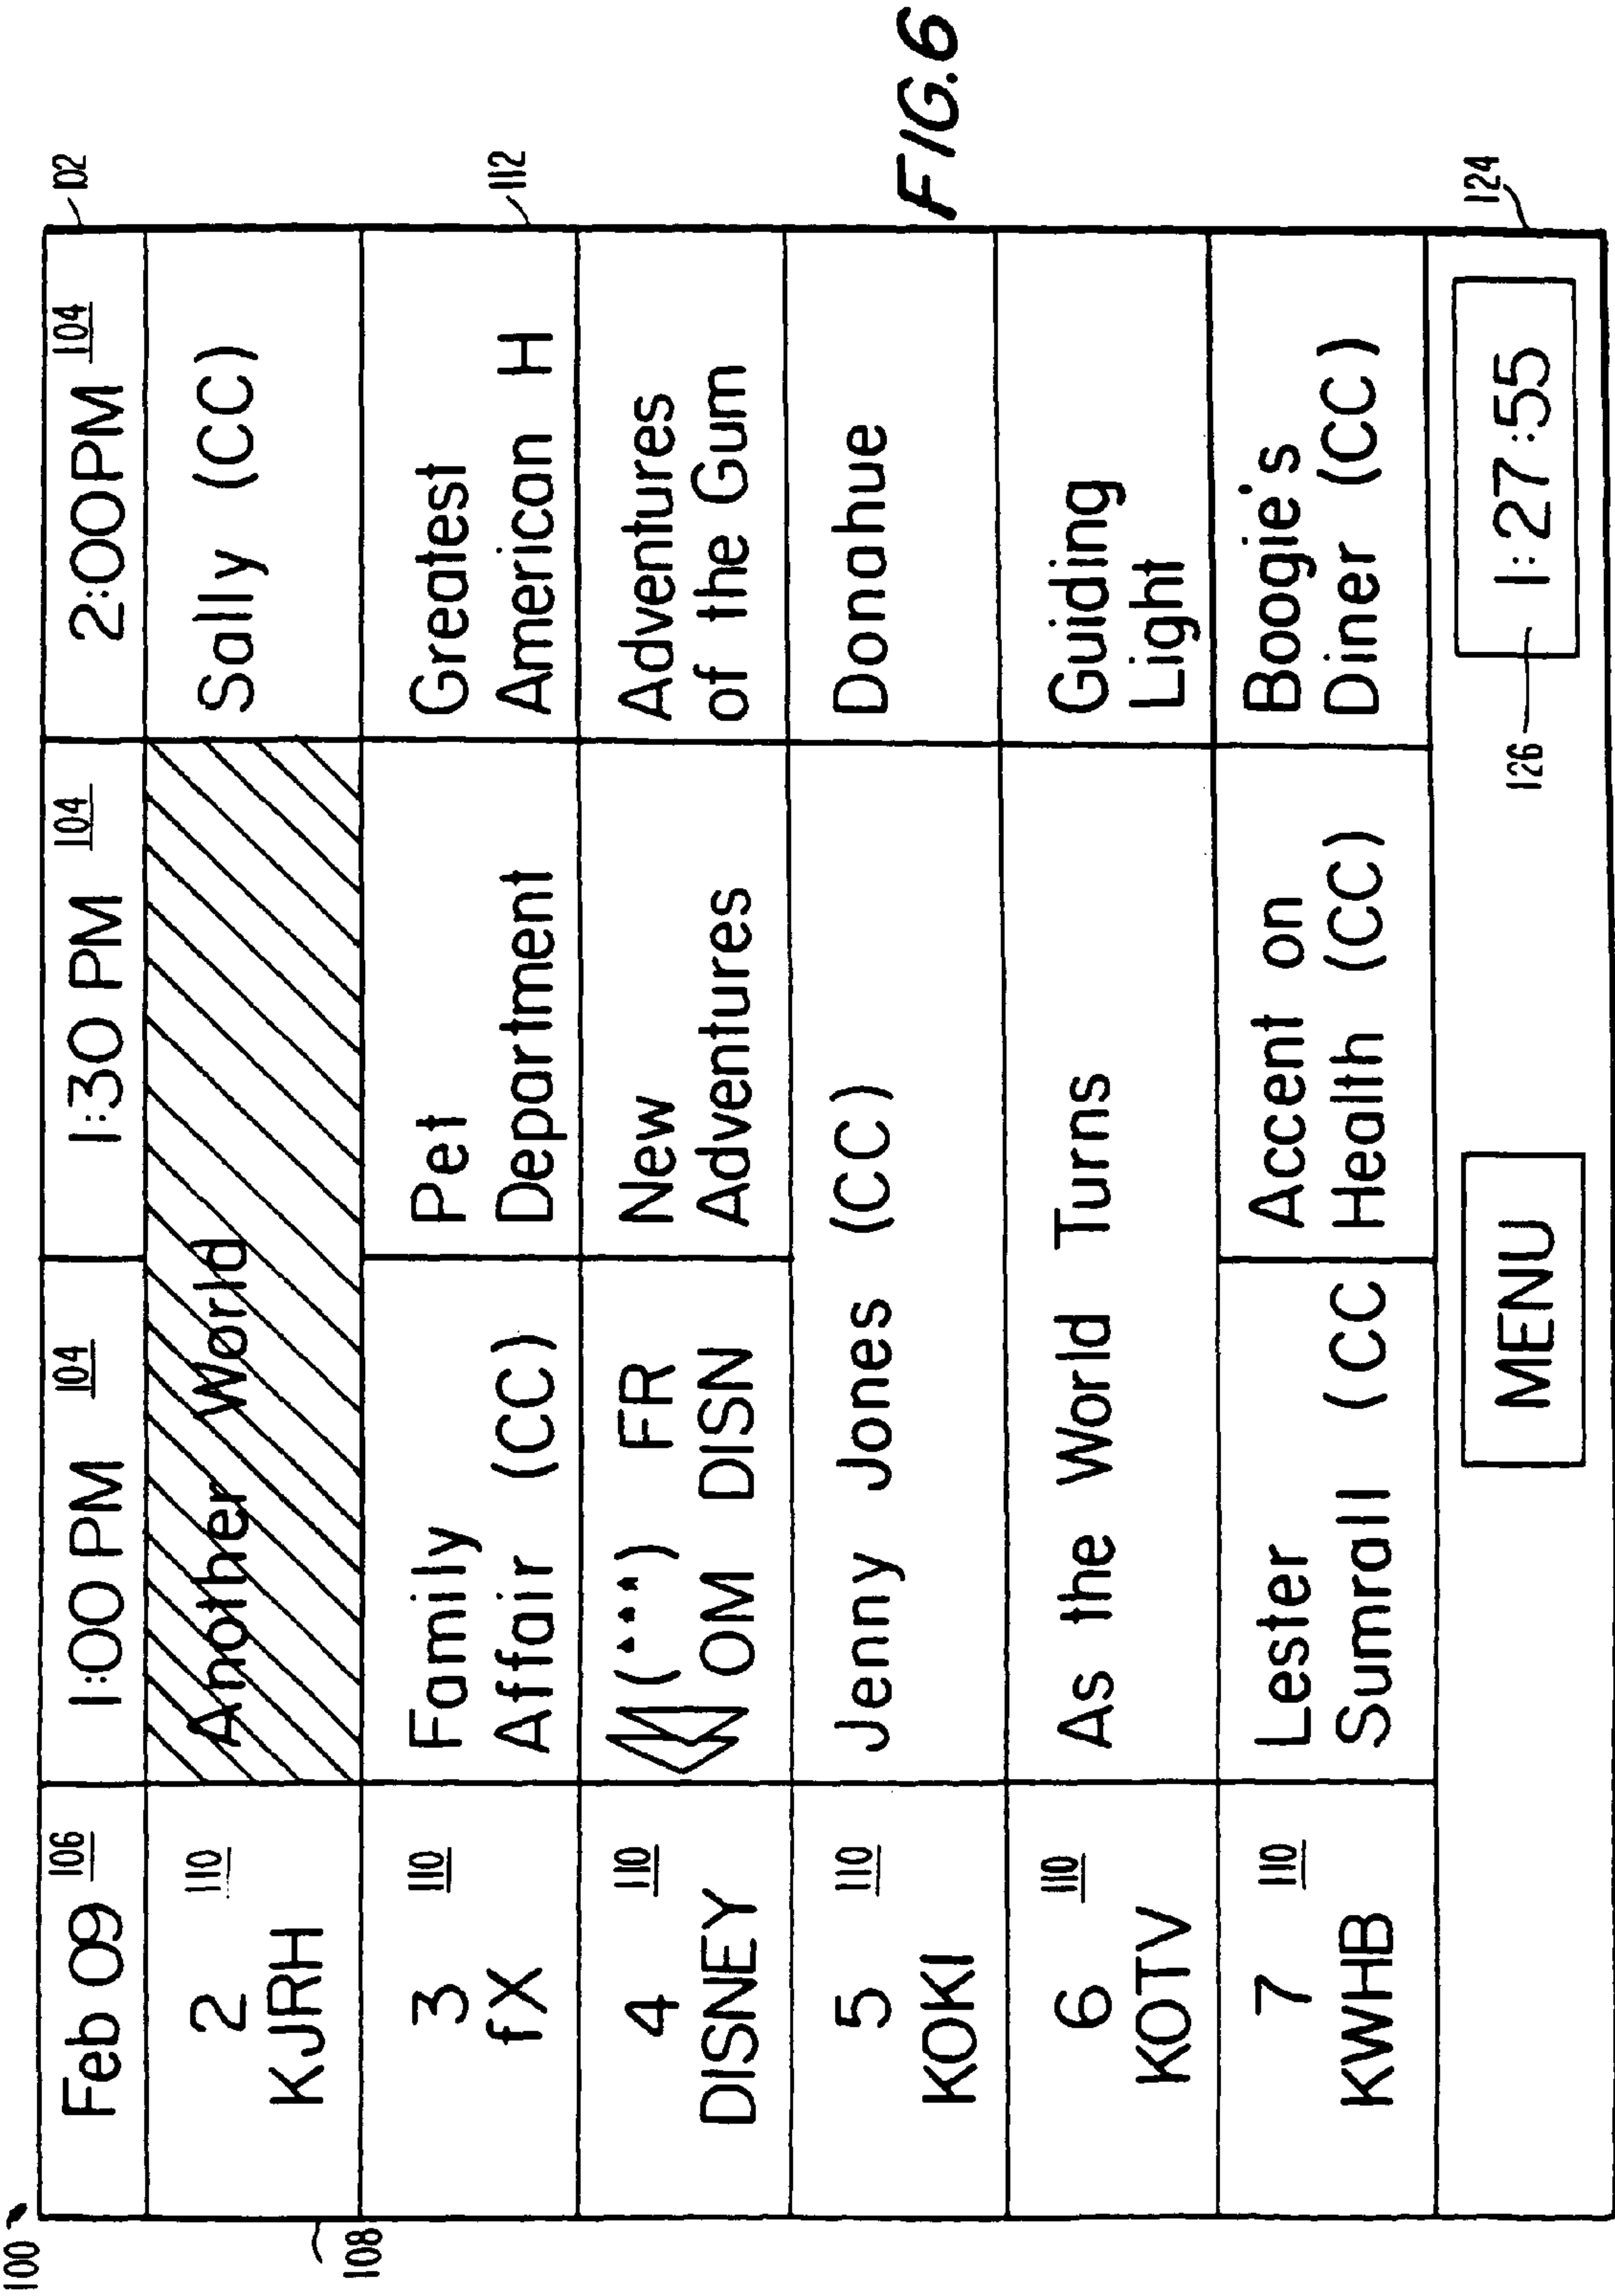 100
102
Feb 09 106 1:00 PM 104 1:30 PM 104 2:00PM 104
2 110 Another World Sally (CC)
KJRH
108
3 110 Family Pet Greatest
fX Affair (CC) Department American H
112
4 110 (***) FR New Adventures
DISNEY OM DISN Adventures of the Gum
5 110 Jenny Jones (CC) Donahue
KOKI
6 110 As the World Turns Guiding
KOTV Light
7 110 Lester Accent on Boogie's
KWHB Sumrall (CC Health (CC) Diner (CC)
MENU 126 1:27:55
124
FIG.6